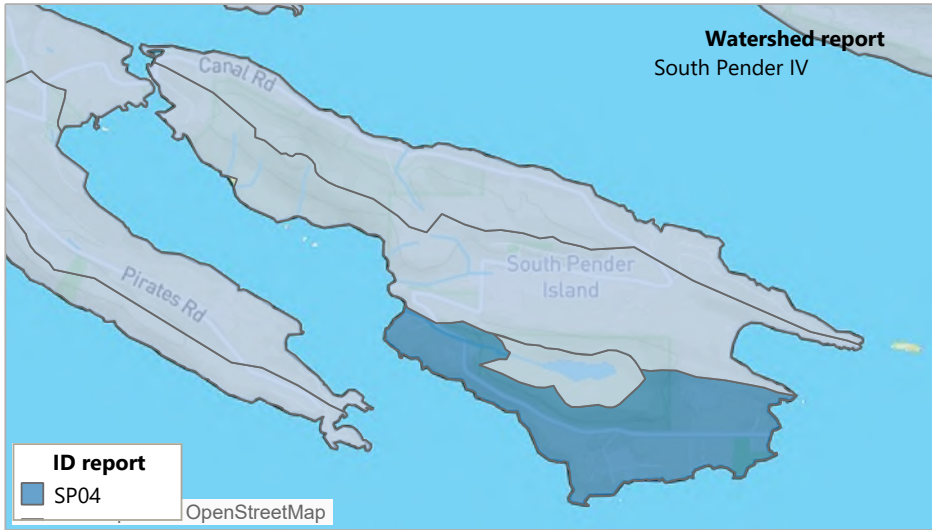 Watershed report
South Pender IV
Canal Rd
South Pender
Island
Pirates Rd
ID report
SP04
OpenStreetMap